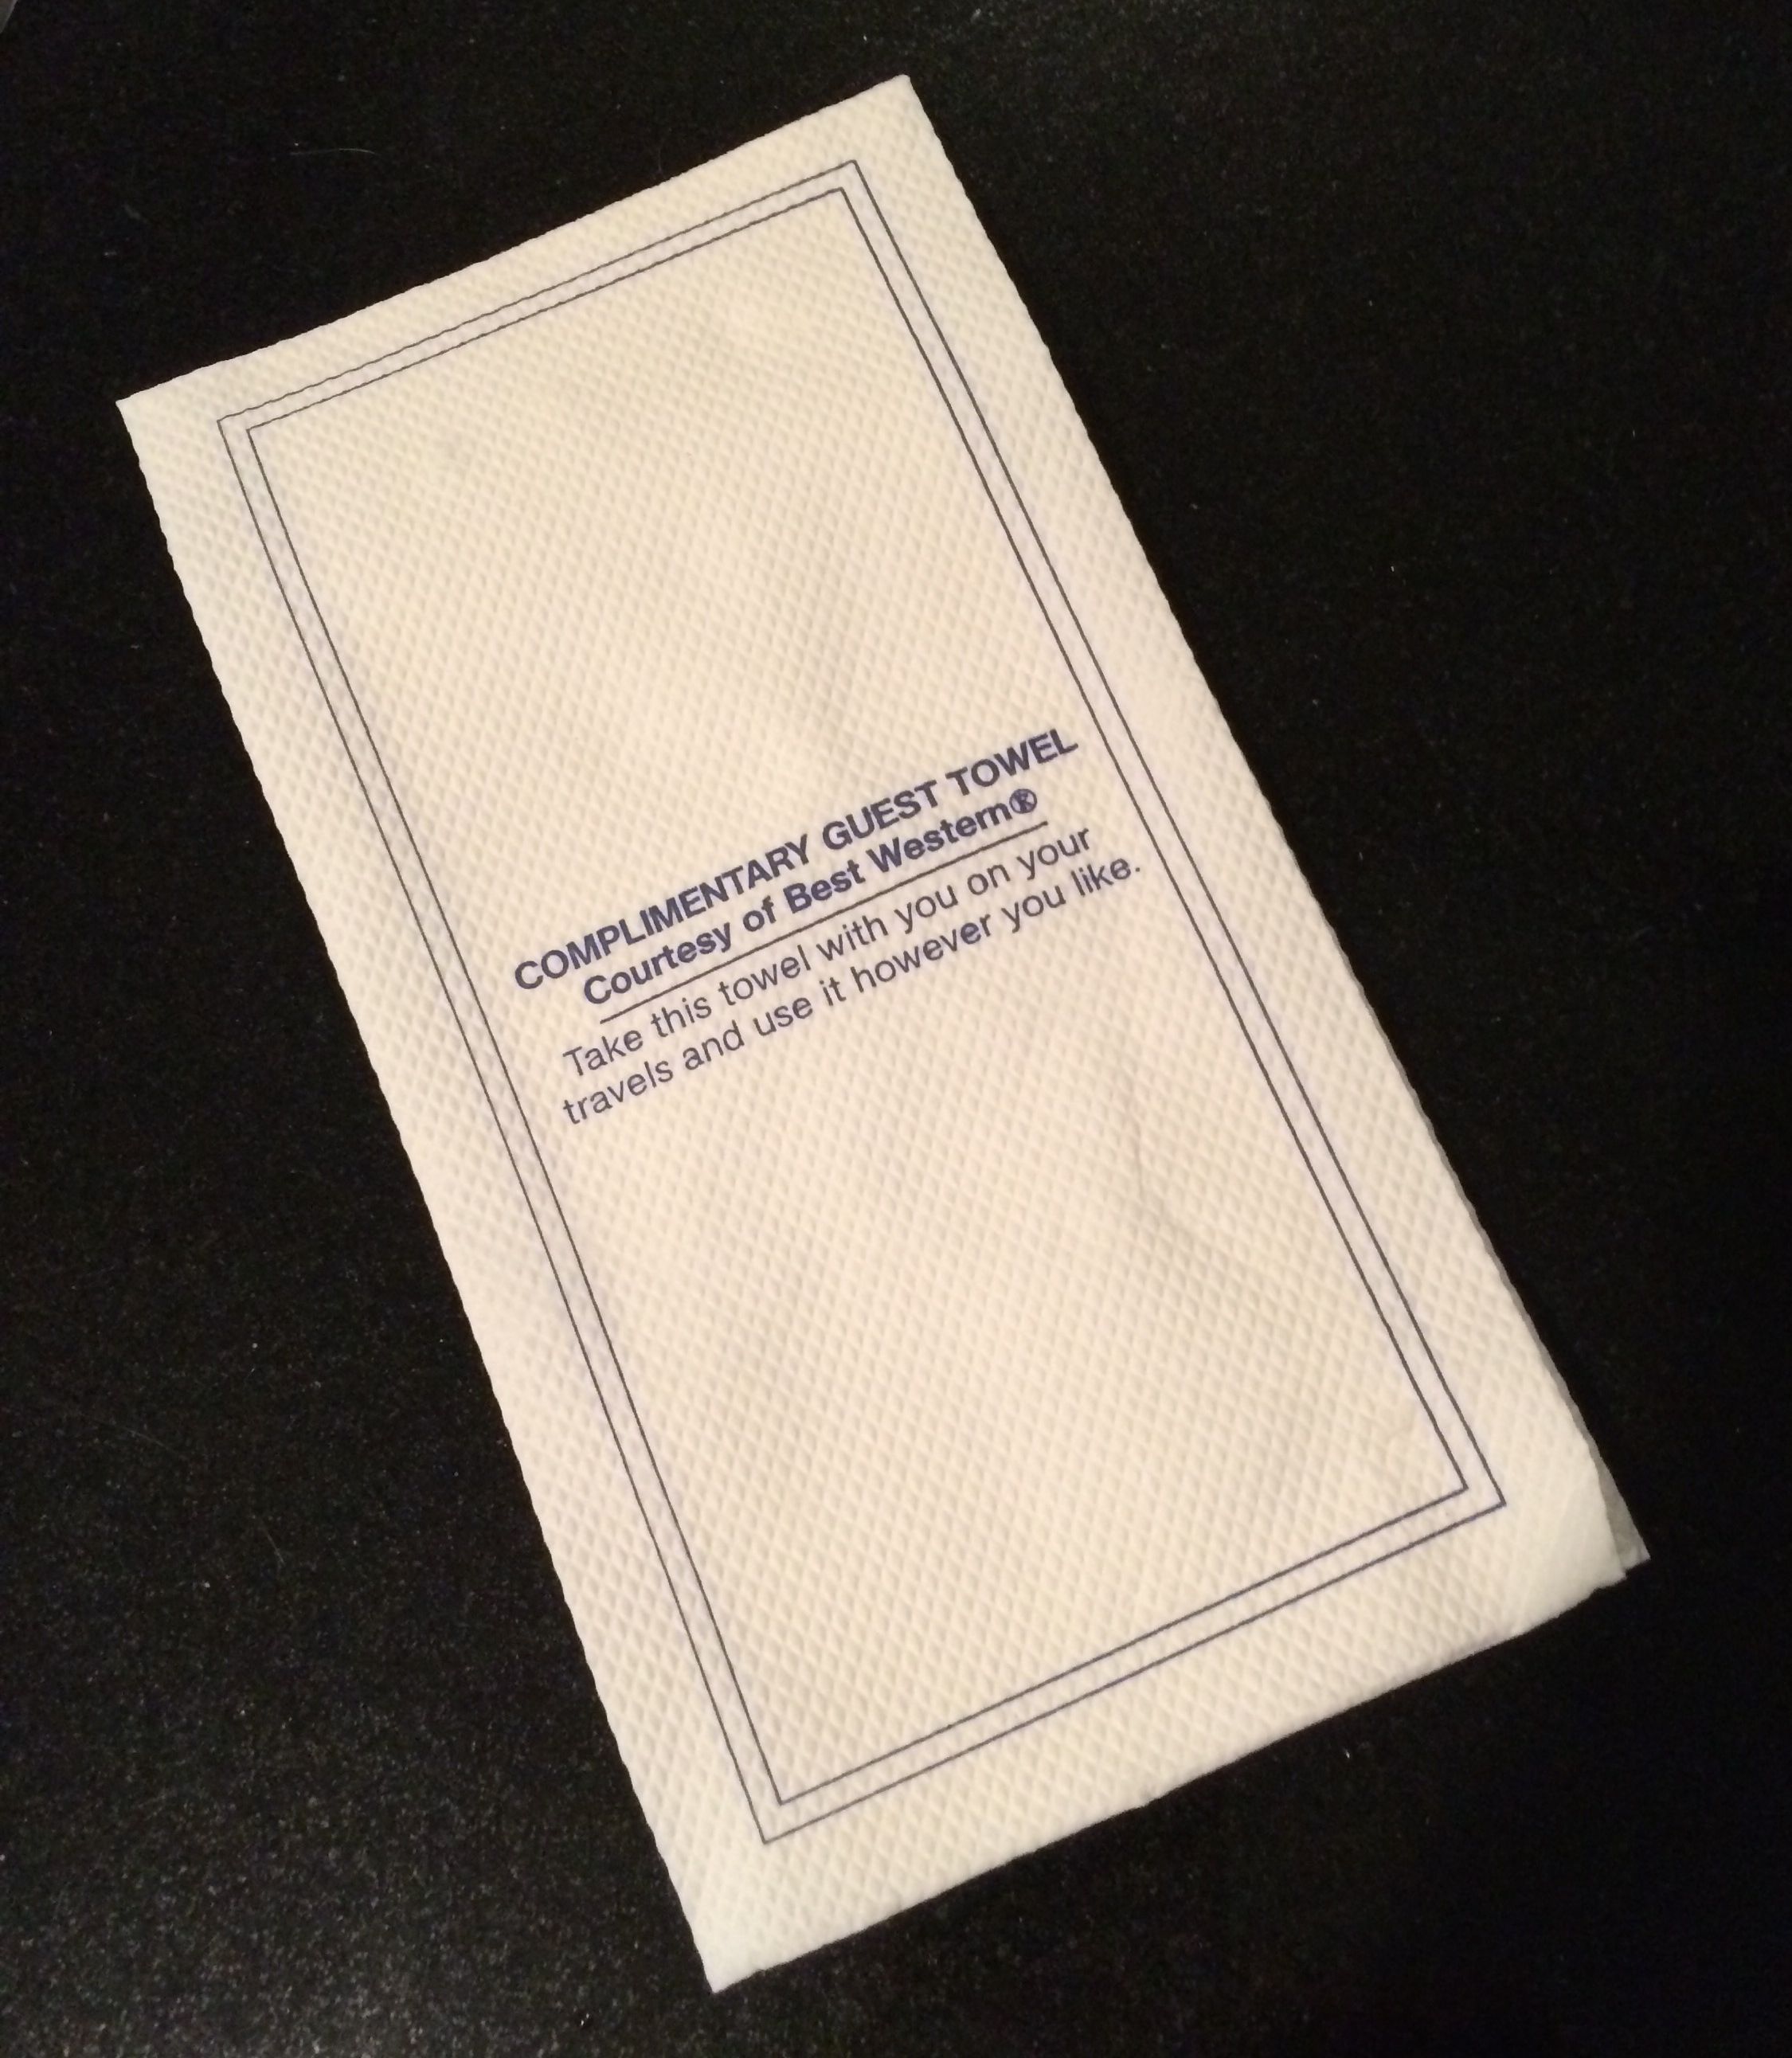 COMPLIMENTARY GUEST TOWEL
Courtesy of Best Western®
Take this towel with you on your
travels and use it however you like.